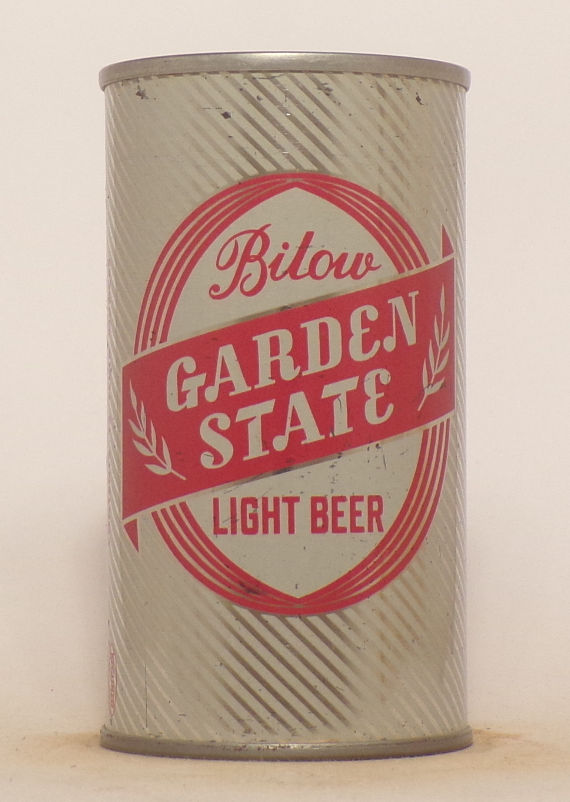 Bitow
GARDEN
STATE
LIGHT BEER